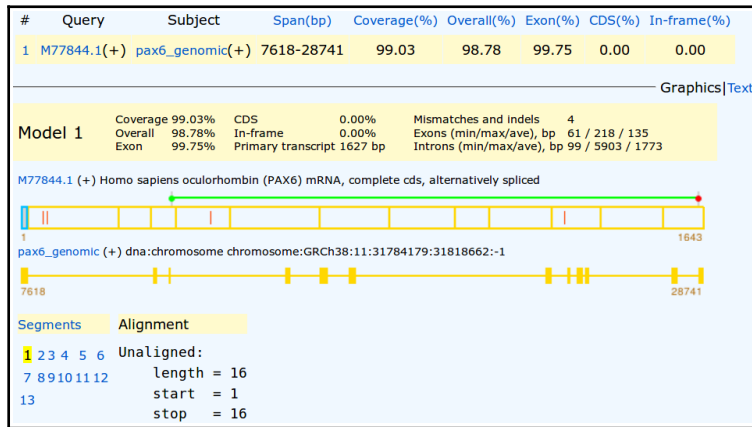 # Query Subject Span(bp) Coverage(%) Overall(%) Exon(%) CDS(%) In-frame(%)
1 M77844.1(+) pax6_genomic(+) 7618-28741 99.03 98.78 99.75 0.00 0.00
Graphics|Text
Model 1
Coverage 99.03% CDS 0.00% Mismatches and indels 4
Overall 98.78% In-frame 0.00% Exons (min/max/ave), bp 61 / 218 / 135
Exon 99.75% Primary transcript 1627 bp Introns (min/max/ave), bp 99 / 5903 / 1773
M77844.1 (+) Homo sapiens oculorhombin (PAX6) mRNA, complete cds, alternatively spliced
1 1643
pax6_genomic (+) dna:chromosome chromosome:GRCh38:11:31784179:31818662:-1
7618 28741
Segments Alignment
1 2 3 4 5 6 Unaligned:
7 8 9 10 11 12 length = 16
13 start = 1
stop = 16